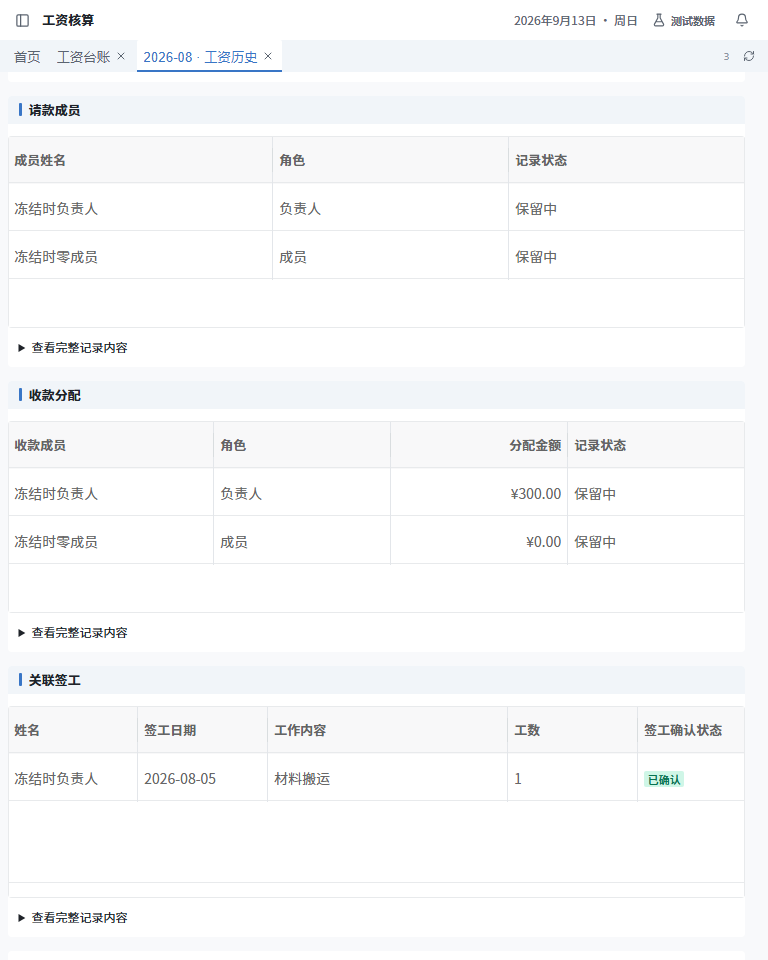 工资核算
2026年9月13日 • 周日 测试数据
首页 工资台账 × 2026-08 · 工资历史 × 3
请款成员
成员姓名 角色 记录状态
冻结时负责人 负责人 保留中
冻结时零成员 成员 保留中
▶ 查看完整记录内容
收款分配
收款成员 角色 分配金额 记录状态
冻结时负责人 负责人 ¥300.00 保留中
冻结时零成员 成员 ¥0.00 保留中
▶ 查看完整记录内容
关联签工
姓名 签工日期 工作内容 工数 签工确认状态
冻结时负责人 2026-08-05 材料搬运 1 已确认
▶ 查看完整记录内容